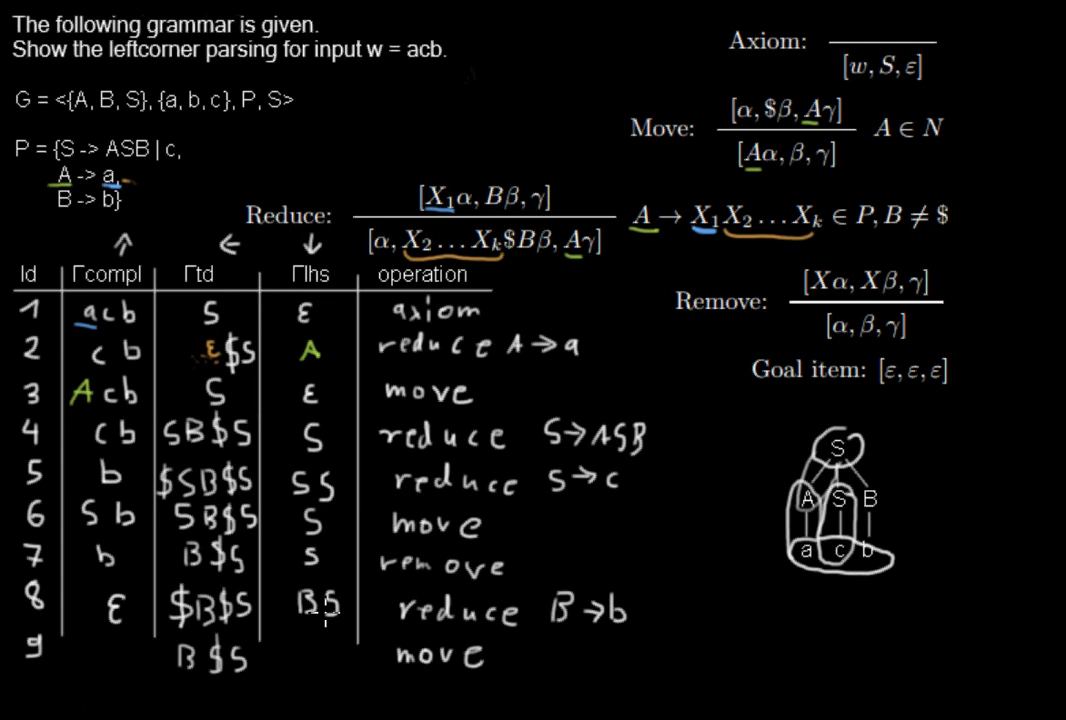 The following grammar is given.
Show the leftcorner parsing for input w = acb.
G = <{A, B, S}, {a, b, c}, P, S>
P = {S -> ASB | c,
A -> a,
B -> b}
Axiom: [w, S, ε]
Move: [α, $β, Aγ] A ∈ N
[Aα, β, γ]
Reduce: [X₁α, Bβ, γ] A → X₁X₂ . . . Xₖ ∈ P, B ≠ $
[α, X₂ . . . Xₖ$Bβ, Aγ]
Remove: [Xα, Xβ, γ]
[α, β, γ]
Goal item: [ε, ε, ε]
Id Γcompl Γtd Γlhs operation
1 acb S ε axiom
2 cb ε$S A reduce A→a
3 Acb S ε move
4 cb SB$S S reduce S→ASB
5 b $SB$S SS reduce S→c
6 Sb SB$S S move
7 b B$S S remove
8 ε $B$S BS reduce B→b
9 B$S move
S
A S B
a c b